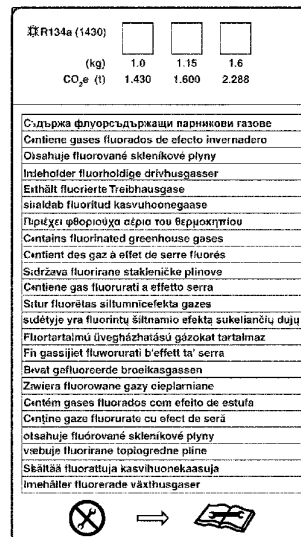 R134a (1430)
(kg) 1.0 1.15 1.6
CO₂e (t) 1.430 1.600 2.288
Съдържа флуорсъдържащи парникови газове
Contiene gases fluorados de efecto invernadero
Obsahuje fluorované skleníkové plyny
Indeholder fluorholdige drivhusgasser
Enthält fluorierte Treibhausgase
sisaldab fluoritud kasvuhoonegaase
Περιέχει φθοριούχα αέρια του θερμοκηπίου
Contains fluorinated greenhouse gases
Contient des gaz à effet de serre fluorés
Sidržava fluorirane stakleničke plinove
Contiene gas fluorurati a effetto serra
Satur fluorētas siltumnīcefekta gazes
sudėtyje yra fluorintų šiltnamio efektą sukeliančių dujų
Fluortartalmú üvegházhatású gázokat tartalmaz
Fih gassijiet fluworurati b'effett ta' serra
Bevat gefluoreerde broeikasgassen
Zawiera fluorowane gazy cieplarniane
Contém gases fluorados com efeito de estufa
Conține gaze fluorurate cu efect de seră
obsahuje fluórované skleníkové plyny
vsebuje fluorirane toplogredne pline
Sisältää fluorattuja kasvihuonekaasuja
Innehåller fluorerade växthusgaser